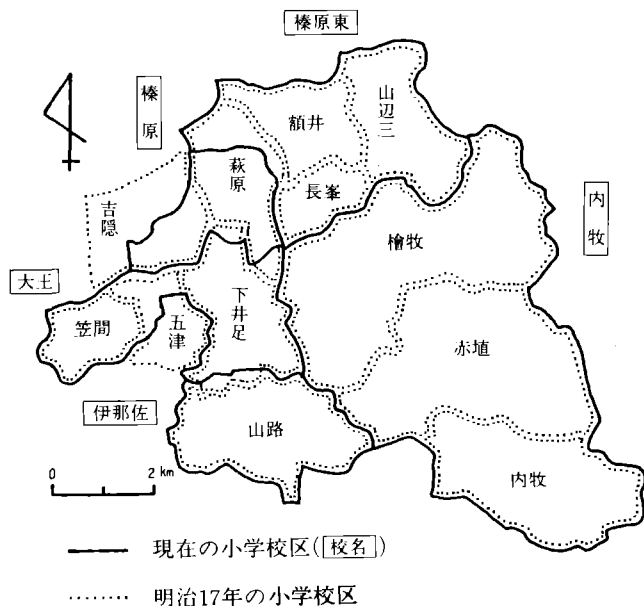 榛原東
榛原
額井
山辺三
萩原
長峯
吉隠
内牧
檜牧
大王
笠間
五津
下井足
赤埴
伊那佐
山路
内牧
0 2 km
現在の小学校区(校名)
明治17年の小学校区